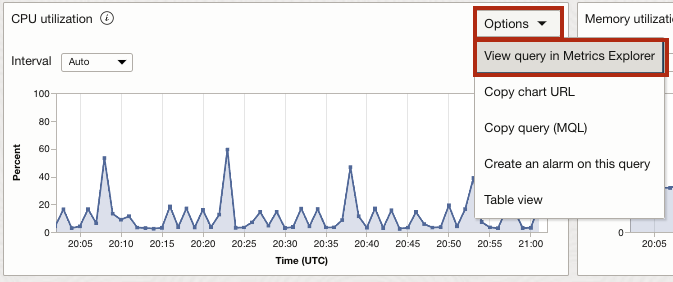 CPU utilization i
Options
Memory utilizati
Interval
Auto
View query in Metrics Explorer
Copy chart URL
Copy query (MQL)
Create an alarm on this query
Table view
100
80
60
40
20
0
Percent
20:05
20:10
20:15
20:20
20:25
20:30
20:35
20:40
20:45
20:50
20:55
21:00
Time (UTC)
0
20:05